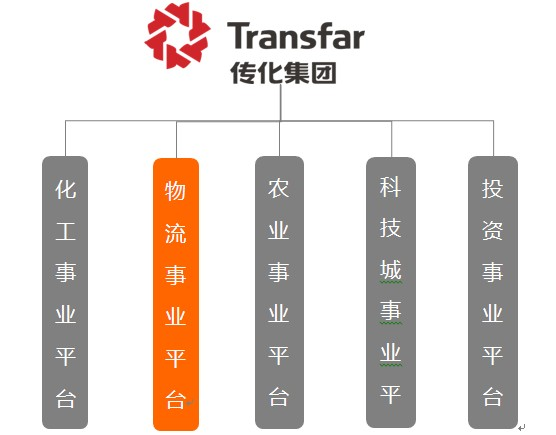 Transfar
传化集团
化工事业平台
物流事业平台
农业事业平台
科技城事业平
投资事业平台